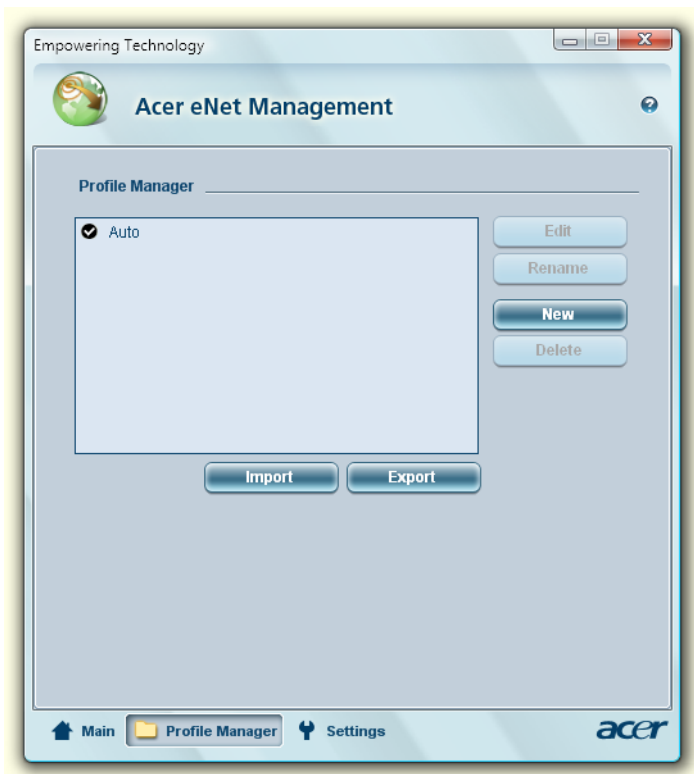 Empowering Technology
Acer eNet Management
Profile Manager
Auto
Edit
Rename
New
Delete
Import
Export
Main
Profile Manager
Settings
acer